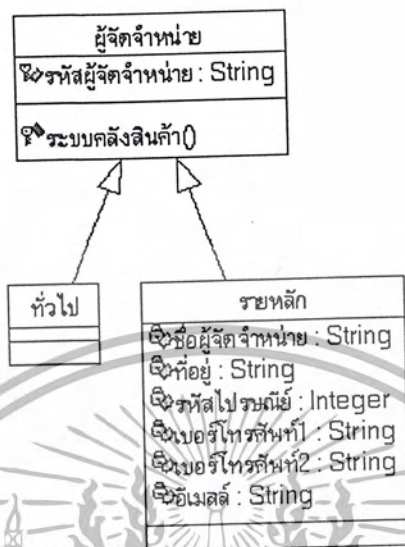 ผู้จัดจำหน่าย
รหัสผู้จัดจำหน่าย : String
ระบบคลังสินค้า()
ทั่วไป
รายหลัก
ชื่อผู้จัดจำหน่าย : String
ที่อยู่ : String
รหัสไปรษณีย์ : Integer
เบอร์โทรศัพท์1 : String
เบอร์โทรศัพท์2 : String
อีเมลล์ : String